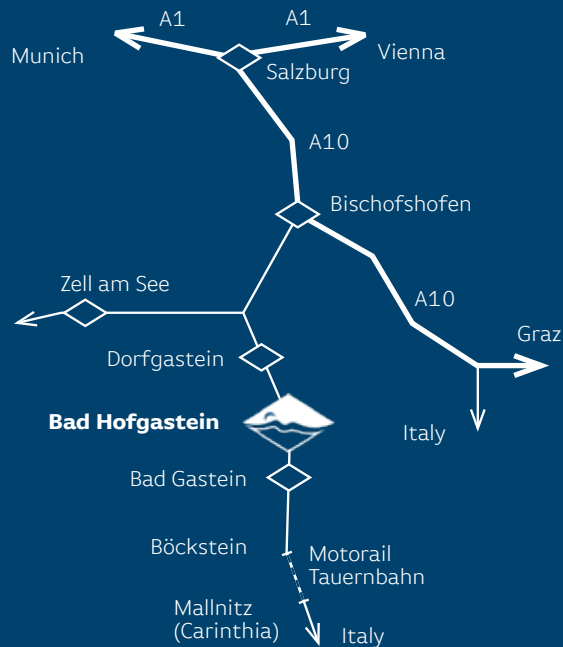 A1
A1
Munich
Vienna
Salzburg
A10
Bischofshofen
Zell am See
A10
Graz
Dorfgastein
Bad Hofgastein
Italy
Bad Gastein
Böckstein
Motorail
Tauernbahn
Mallnitz
(Carinthia)
Italy